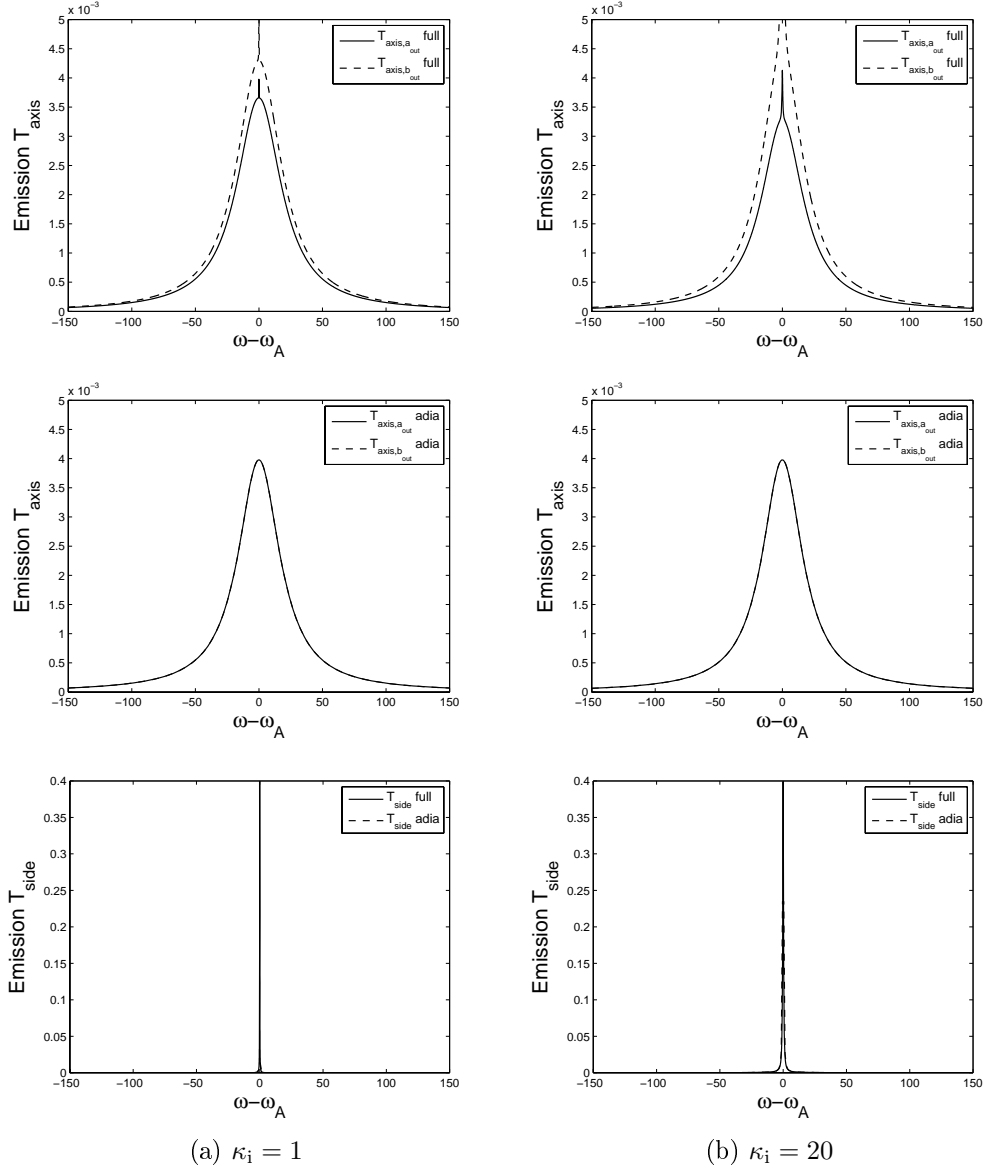 x 10⁻³
5
4.5
4
3.5
3
2.5
2
1.5
1
0.5
0
Emission T_axis
−150 −100 −50 0 50 100 150
ω−ω_A
T_axis,a_out full
T_axis,b_out full
x 10⁻³
5
4.5
4
3.5
3
2.5
2
1.5
1
0.5
0
Emission T_axis
−150 −100 −50 0 50 100 150
ω−ω_A
T_axis,a_out full
T_axis,b_out full
x 10⁻³
5
4.5
4
3.5
3
2.5
2
1.5
1
0.5
0
Emission T_axis
−150 −100 −50 0 50 100 150
ω−ω_A
T_axis,a_out adia
T_axis,b_out adia
x 10⁻³
5
4.5
4
3.5
3
2.5
2
1.5
1
0.5
0
Emission T_axis
−150 −100 −50 0 50 100 150
ω−ω_A
T_axis,a_out adia
T_axis,b_out adia
0.4
0.35
0.3
0.25
0.2
0.15
0.1
0.05
0
Emission T_side
−150 −100 −50 0 50 100 150
ω−ω_A
T_side full
T_side adia
0.4
0.35
0.3
0.25
0.2
0.15
0.1
0.05
0
Emission T_side
−150 −100 −50 0 50 100 150
ω−ω_A
T_side full
T_side adia
(a) κ_i = 1
(b) κ_i = 20